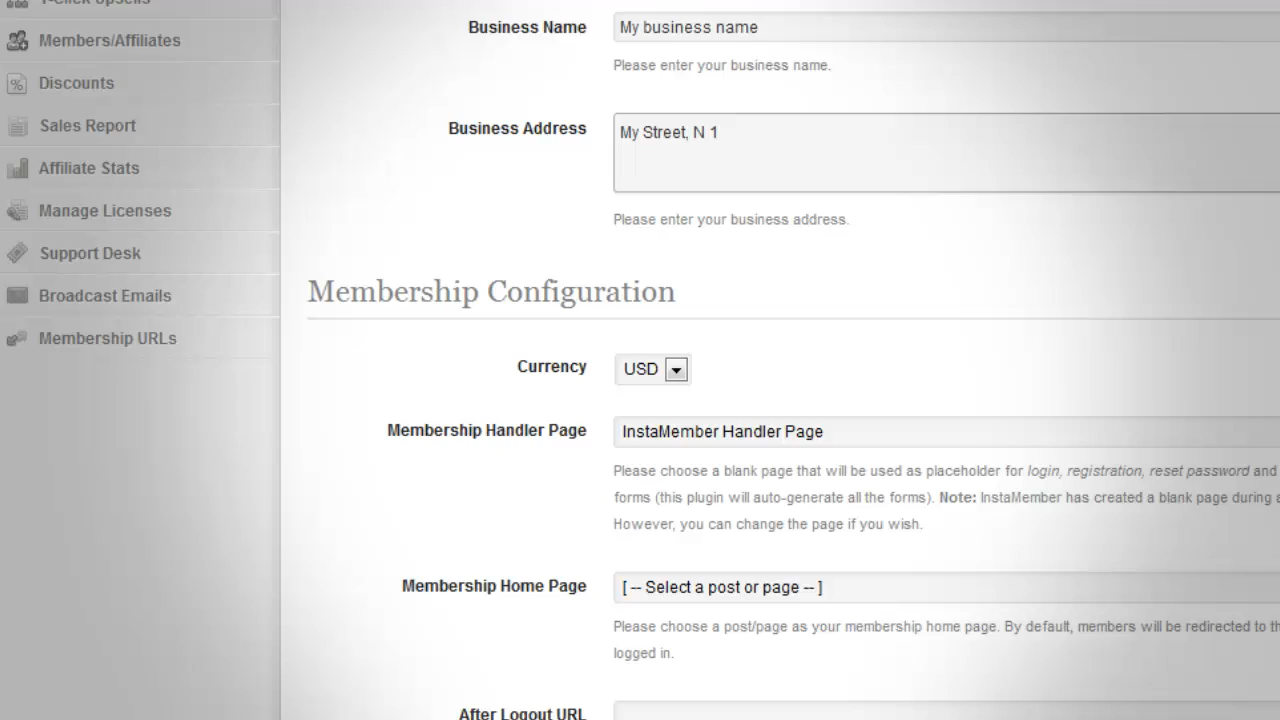 1-Click Upsells
Members/Affiliates
Discounts
Sales Report
Affiliate Stats
Manage Licenses
Support Desk
Broadcast Emails
Membership URLs
Business Name
My business name
Please enter your business name.
Business Address
My Street, N 1
Please enter your business address.
Membership Configuration
Currency
USD
Membership Handler Page
InstaMember Handler Page
Please choose a blank page that will be used as placeholder for login, registration, reset password and
forms (this plugin will auto-generate all the forms). Note: InstaMember has created a blank page during a
However, you can change the page if you wish.
Membership Home Page
[ -- Select a post or page -- ]
Please choose a post/page as your membership home page. By default, members will be redirected to th
logged in.
After Logout URL